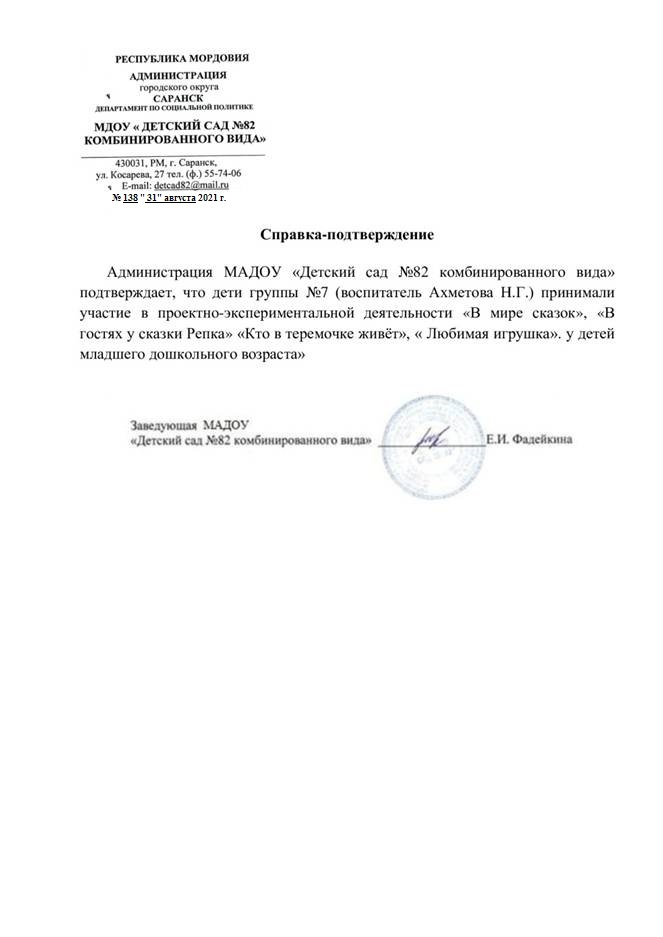 РЕСПУБЛИКА МОРДОВИЯ
АДМИНИСТРАЦИЯ
городского округа
САРАНСК
ДЕПАРТАМЕНТ ПО СОЦИАЛЬНОЙ ПОЛИТИКЕ
МДОУ « ДЕТСКИЙ САД №82
КОМБИНИРОВАННОГО ВИДА»
430031, РМ, г. Саранск,
ул. Косарева, 27 тел. (ф.) 55-74-06
E-mail: detcad82@mail.ru
№ 138 " 31" августа 2021 г.
Справка-подтверждение
Администрация МАДОУ «Детский сад №82 комбинированного вида»
подтверждает, что дети группы №7 (воспитатель Ахметова Н.Г.) принимали
участие в проектно-экспериментальной деятельности «В мире сказок», «В
гостях у сказки Репка» «Кто в теремочке живёт», « Любимая игрушка». у детей
младшего дошкольного возраста»
Заведующая МАДОУ
«Детский сад №82 комбинированного вида» Е.И. Фадейкина